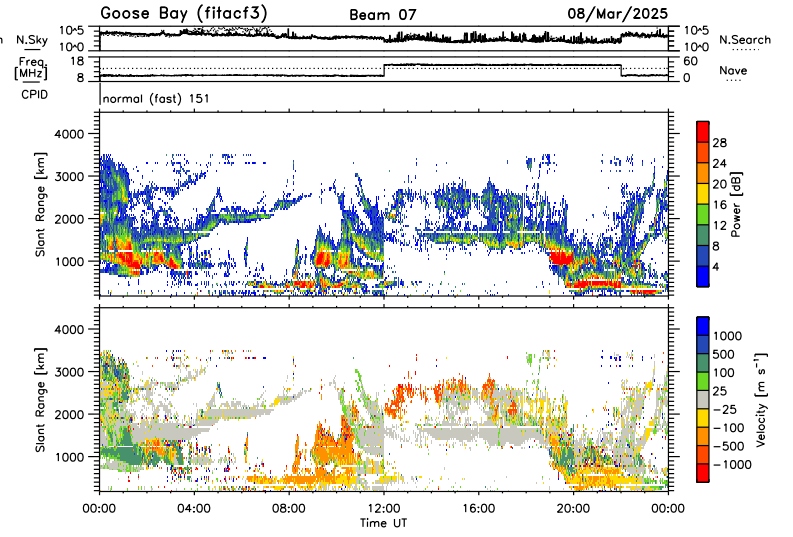 Goose Bay (fitacf3) Beam 07 08/Mar/2025
N.Sky 10^5 10^0 10^5 10^0 N.Search
Freq. [MHz] 18 8 60 0 Nave
CPID normal (fast) 151
Slant Range [km] 4000 3000 2000 1000
28 24 20 16 12 8 4 Power [dB]
Slant Range [km] 4000 3000 2000 1000
1000 500 100 25 −25 −100 −500 −1000 Velocity [m s⁻¹]
00:00 04:00 08:00 12:00 16:00 20:00 00:00
Time UT